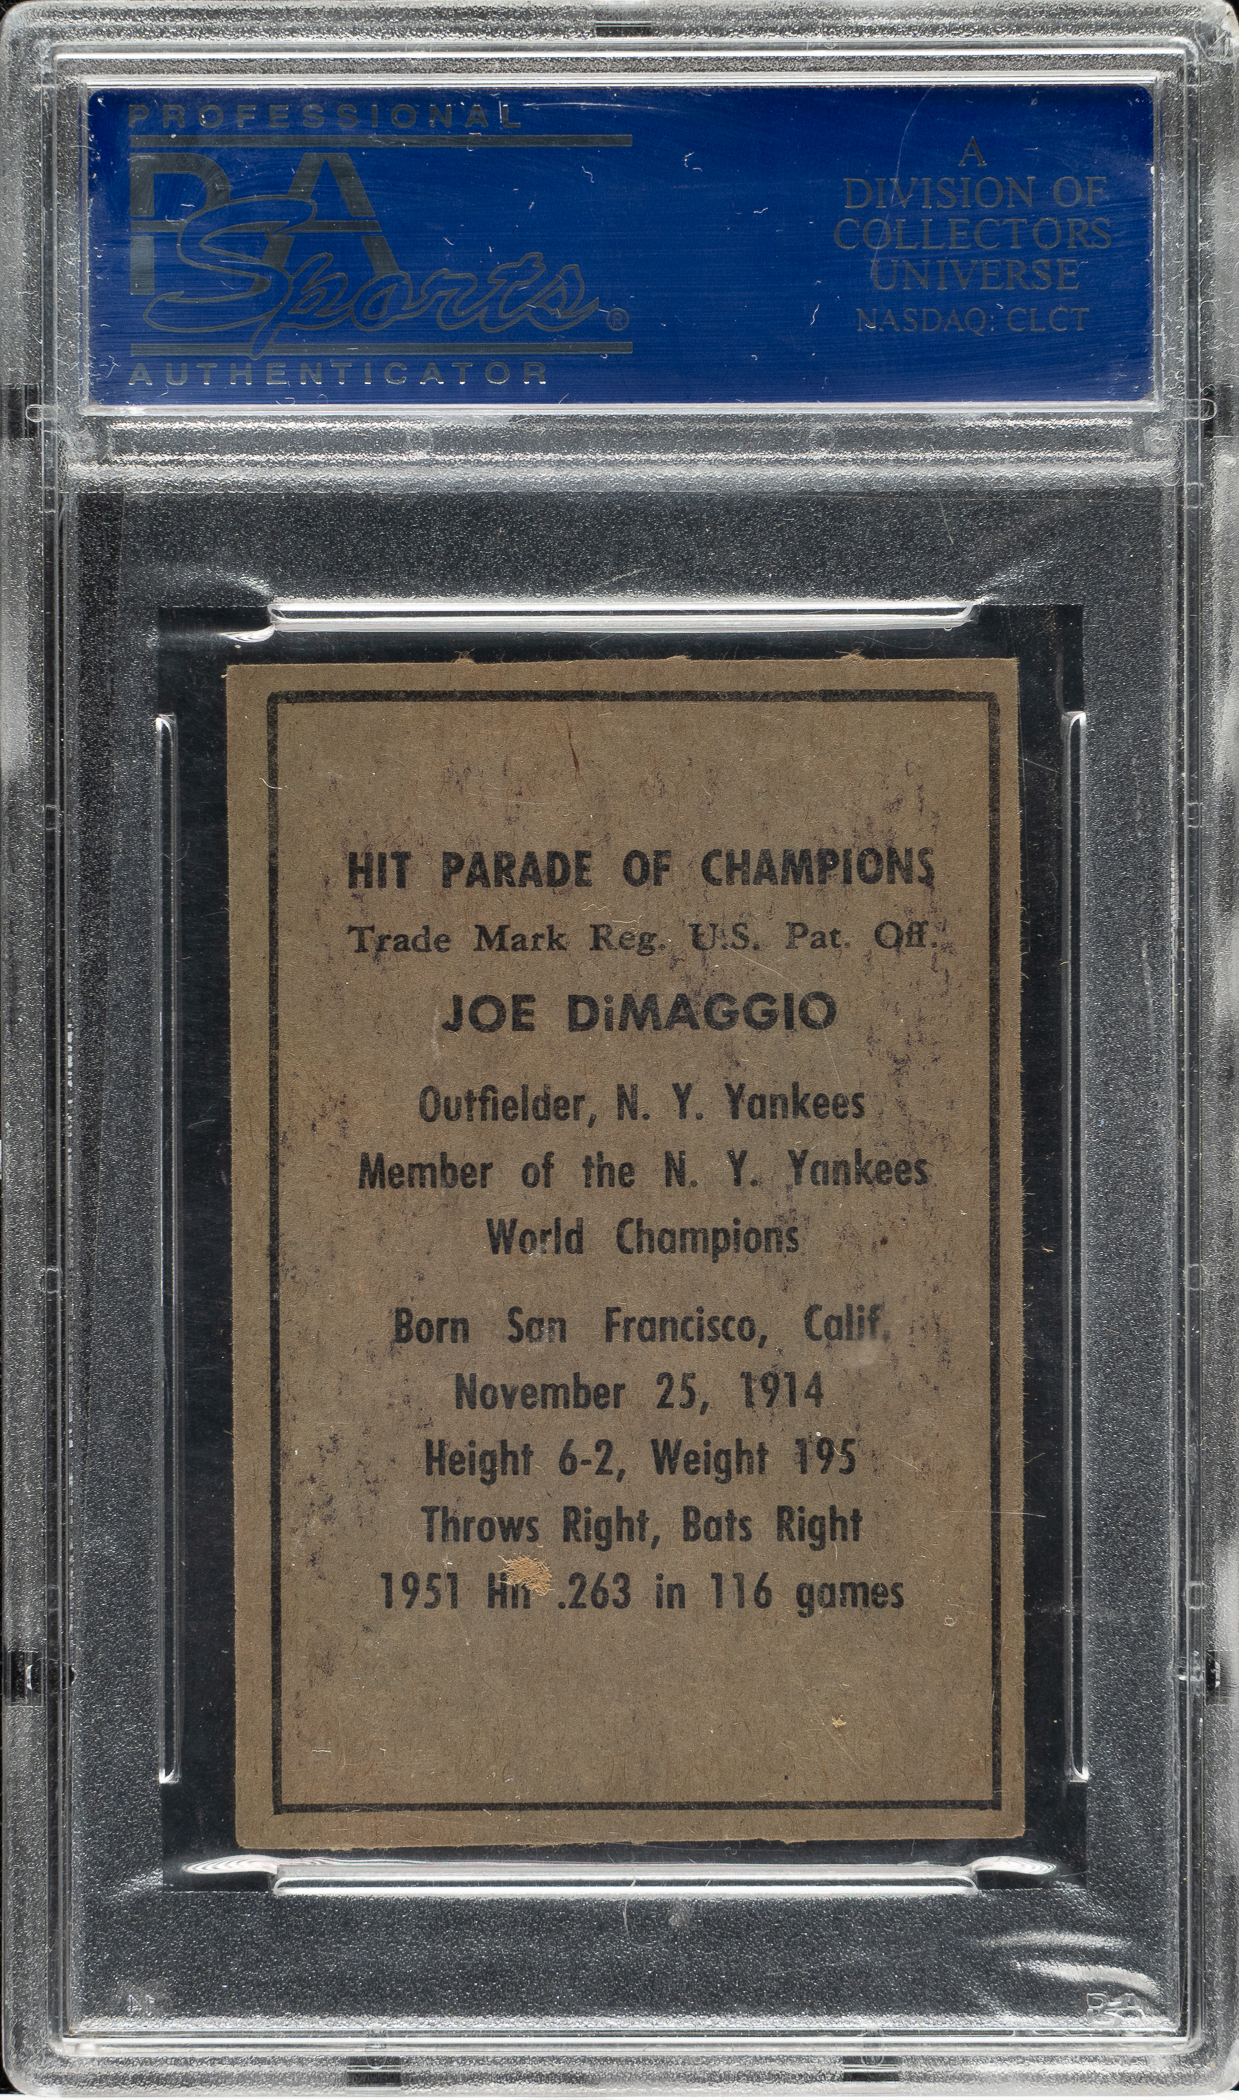 PROFESSIONAL
PSA
Sports®
AUTHENTICATOR
A
DIVISION OF
COLLECTORS
UNIVERSE
NASDAQ: CLCT
HIT PARADE OF CHAMPIONS
Trade Mark Reg. U.S. Pat. Off.
JOE DiMAGGIO
Outfielder, N. Y. Yankees
Member of the N. Y. Yankees
World Champions
Born San Francisco, Calif.
November 25, 1914
Height 6-2, Weight 195
Throws Right, Bats Right
1951 Hit .263 in 116 games
PSA